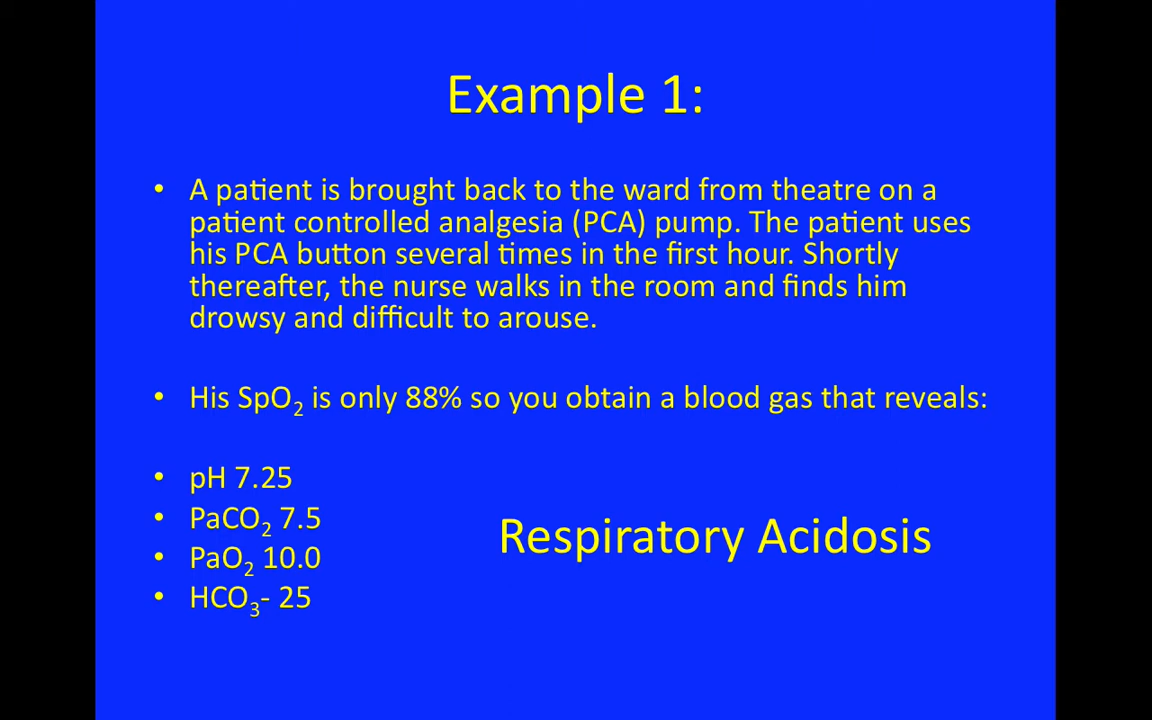 Example 1:
• A patient is brought back to the ward from theatre on a
patient controlled analgesia (PCA) pump. The patient uses
his PCA button several times in the first hour. Shortly
thereafter, the nurse walks in the room and finds him
drowsy and difficult to arouse.
• His SpO₂ is only 88% so you obtain a blood gas that reveals:
• pH 7.25
• PaCO₂ 7.5
• PaO₂ 10.0
• HCO₃- 25
Respiratory Acidosis